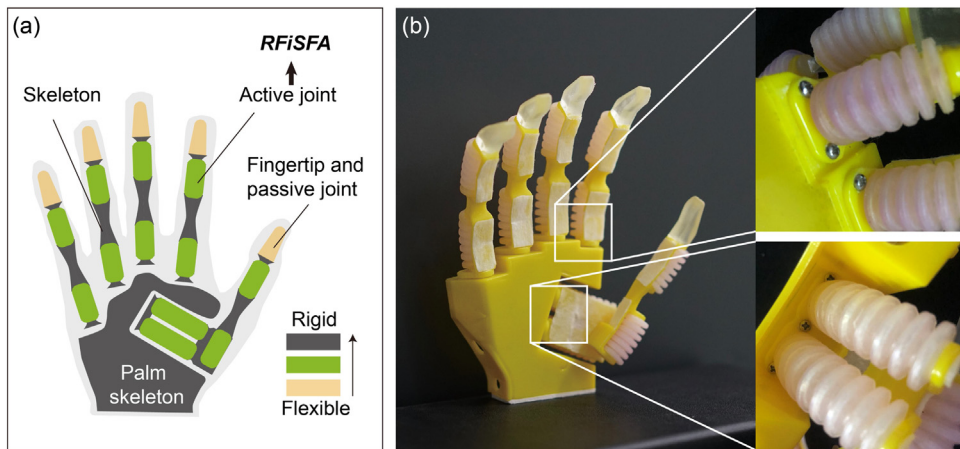 (a)
RFiSFA
Skeleton
Active joint
Fingertip and
passive joint
Rigid
Flexible
Palm
skeleton
(b)